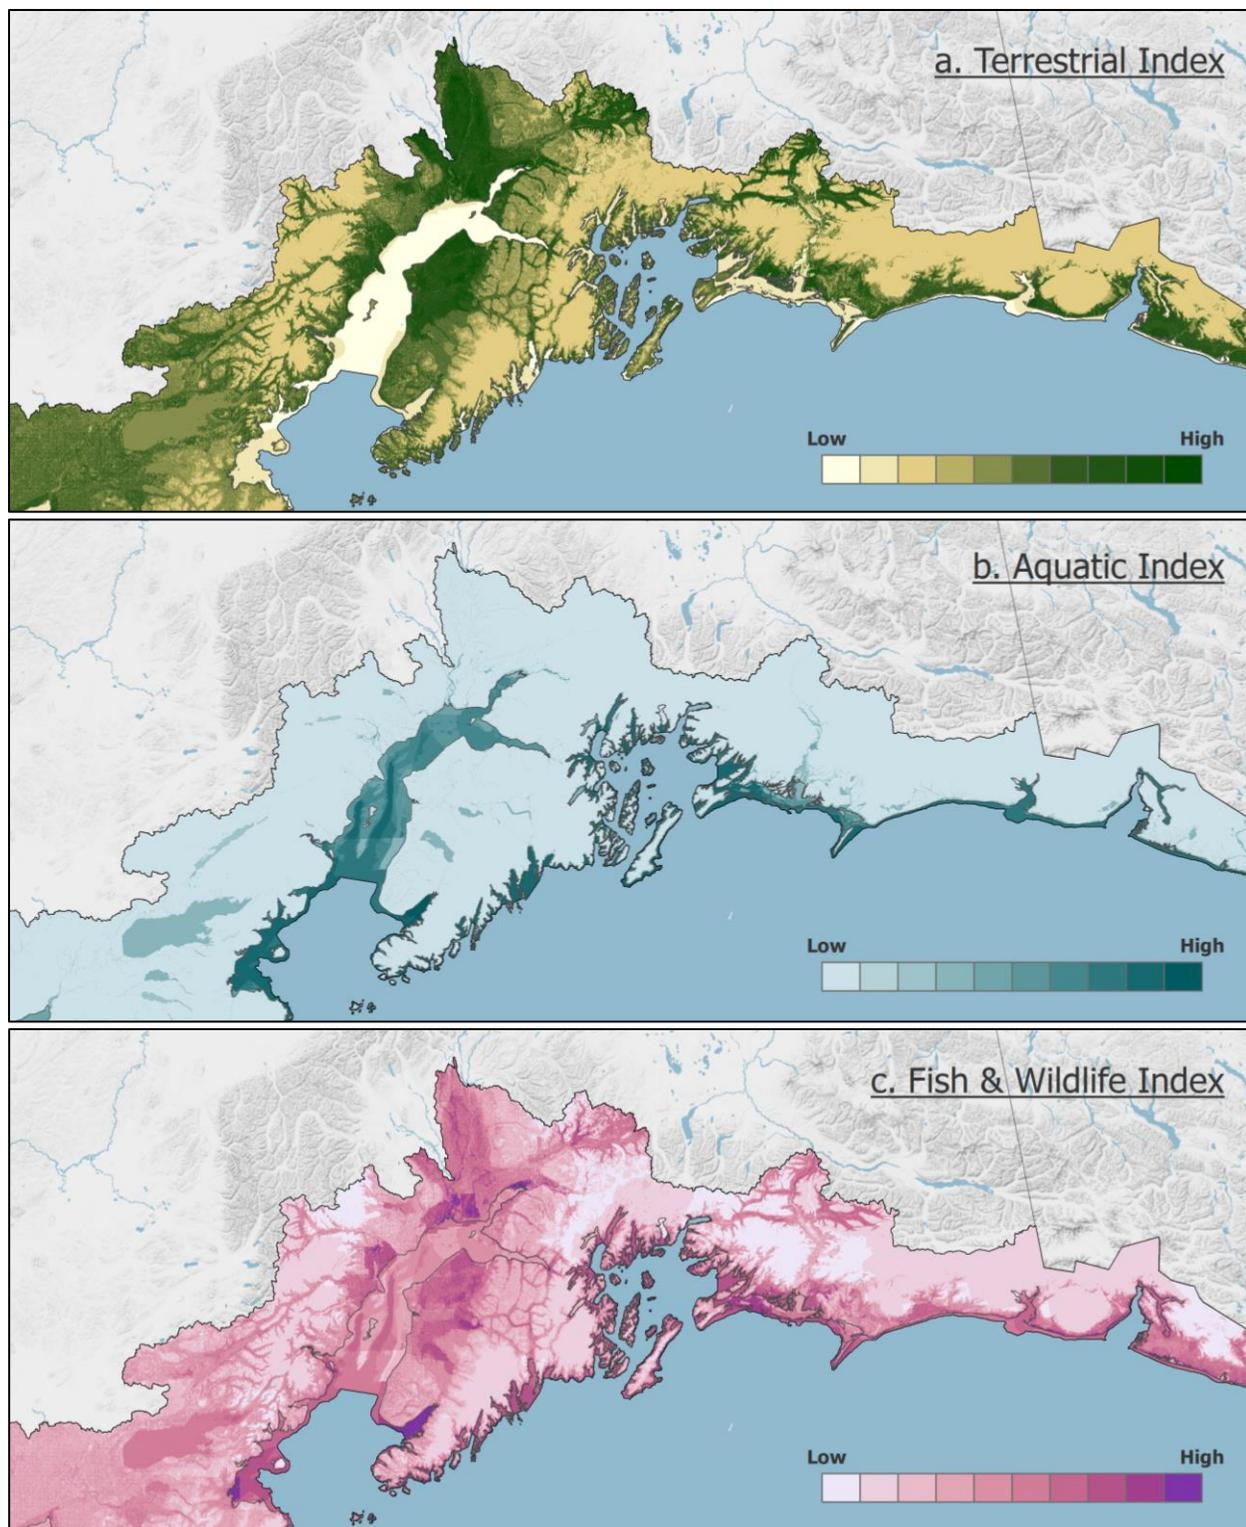 a. Terrestrial Index
Low High
b. Aquatic Index
Low High
c. Fish & Wildlife Index
Low High